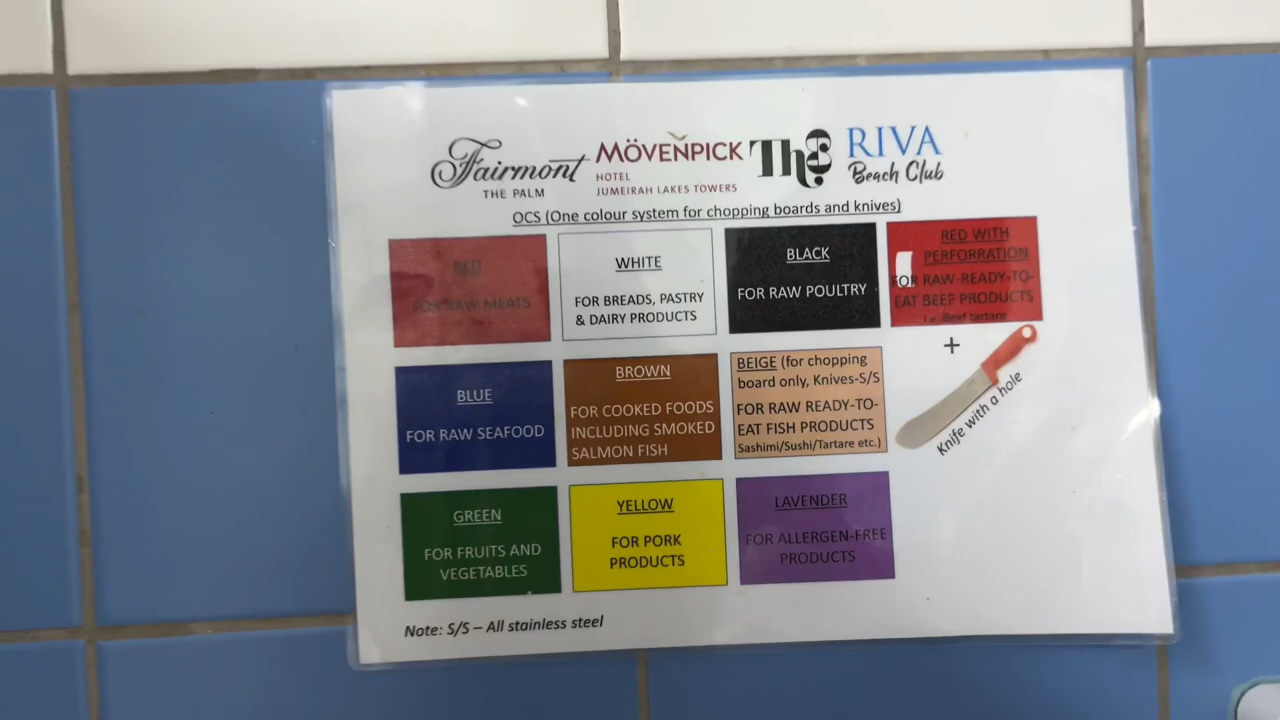 Fairmont
THE PALM
MÖVENPICK
HOTEL
JUMEIRAH LAKES TOWERS
The
RIVA
Beach Club
OCS (One colour system for chopping boards and knives)
RED
FOR RAW MEATS
WHITE
FOR BREADS, PASTRY
& DAIRY PRODUCTS
BLACK
FOR RAW POULTRY
RED WITH
PERFORRATION
FOR RAW READY-TO-
EAT BEEF PRODUCTS
i.e. Beef tartare
BLUE
FOR RAW SEAFOOD
BROWN
FOR COOKED FOODS
INCLUDING SMOKED
SALMON FISH
BEIGE (for chopping
board only, Knives-S/S
FOR RAW READY-TO-
EAT FISH PRODUCTS
Sashimi/Sushi/Tartare etc.)
+
Knife with a hole
GREEN
FOR FRUITS AND
VEGETABLES
YELLOW
FOR PORK
PRODUCTS
LAVENDER
FOR ALLERGEN-FREE
PRODUCTS
Note: S/S – All stainless steel